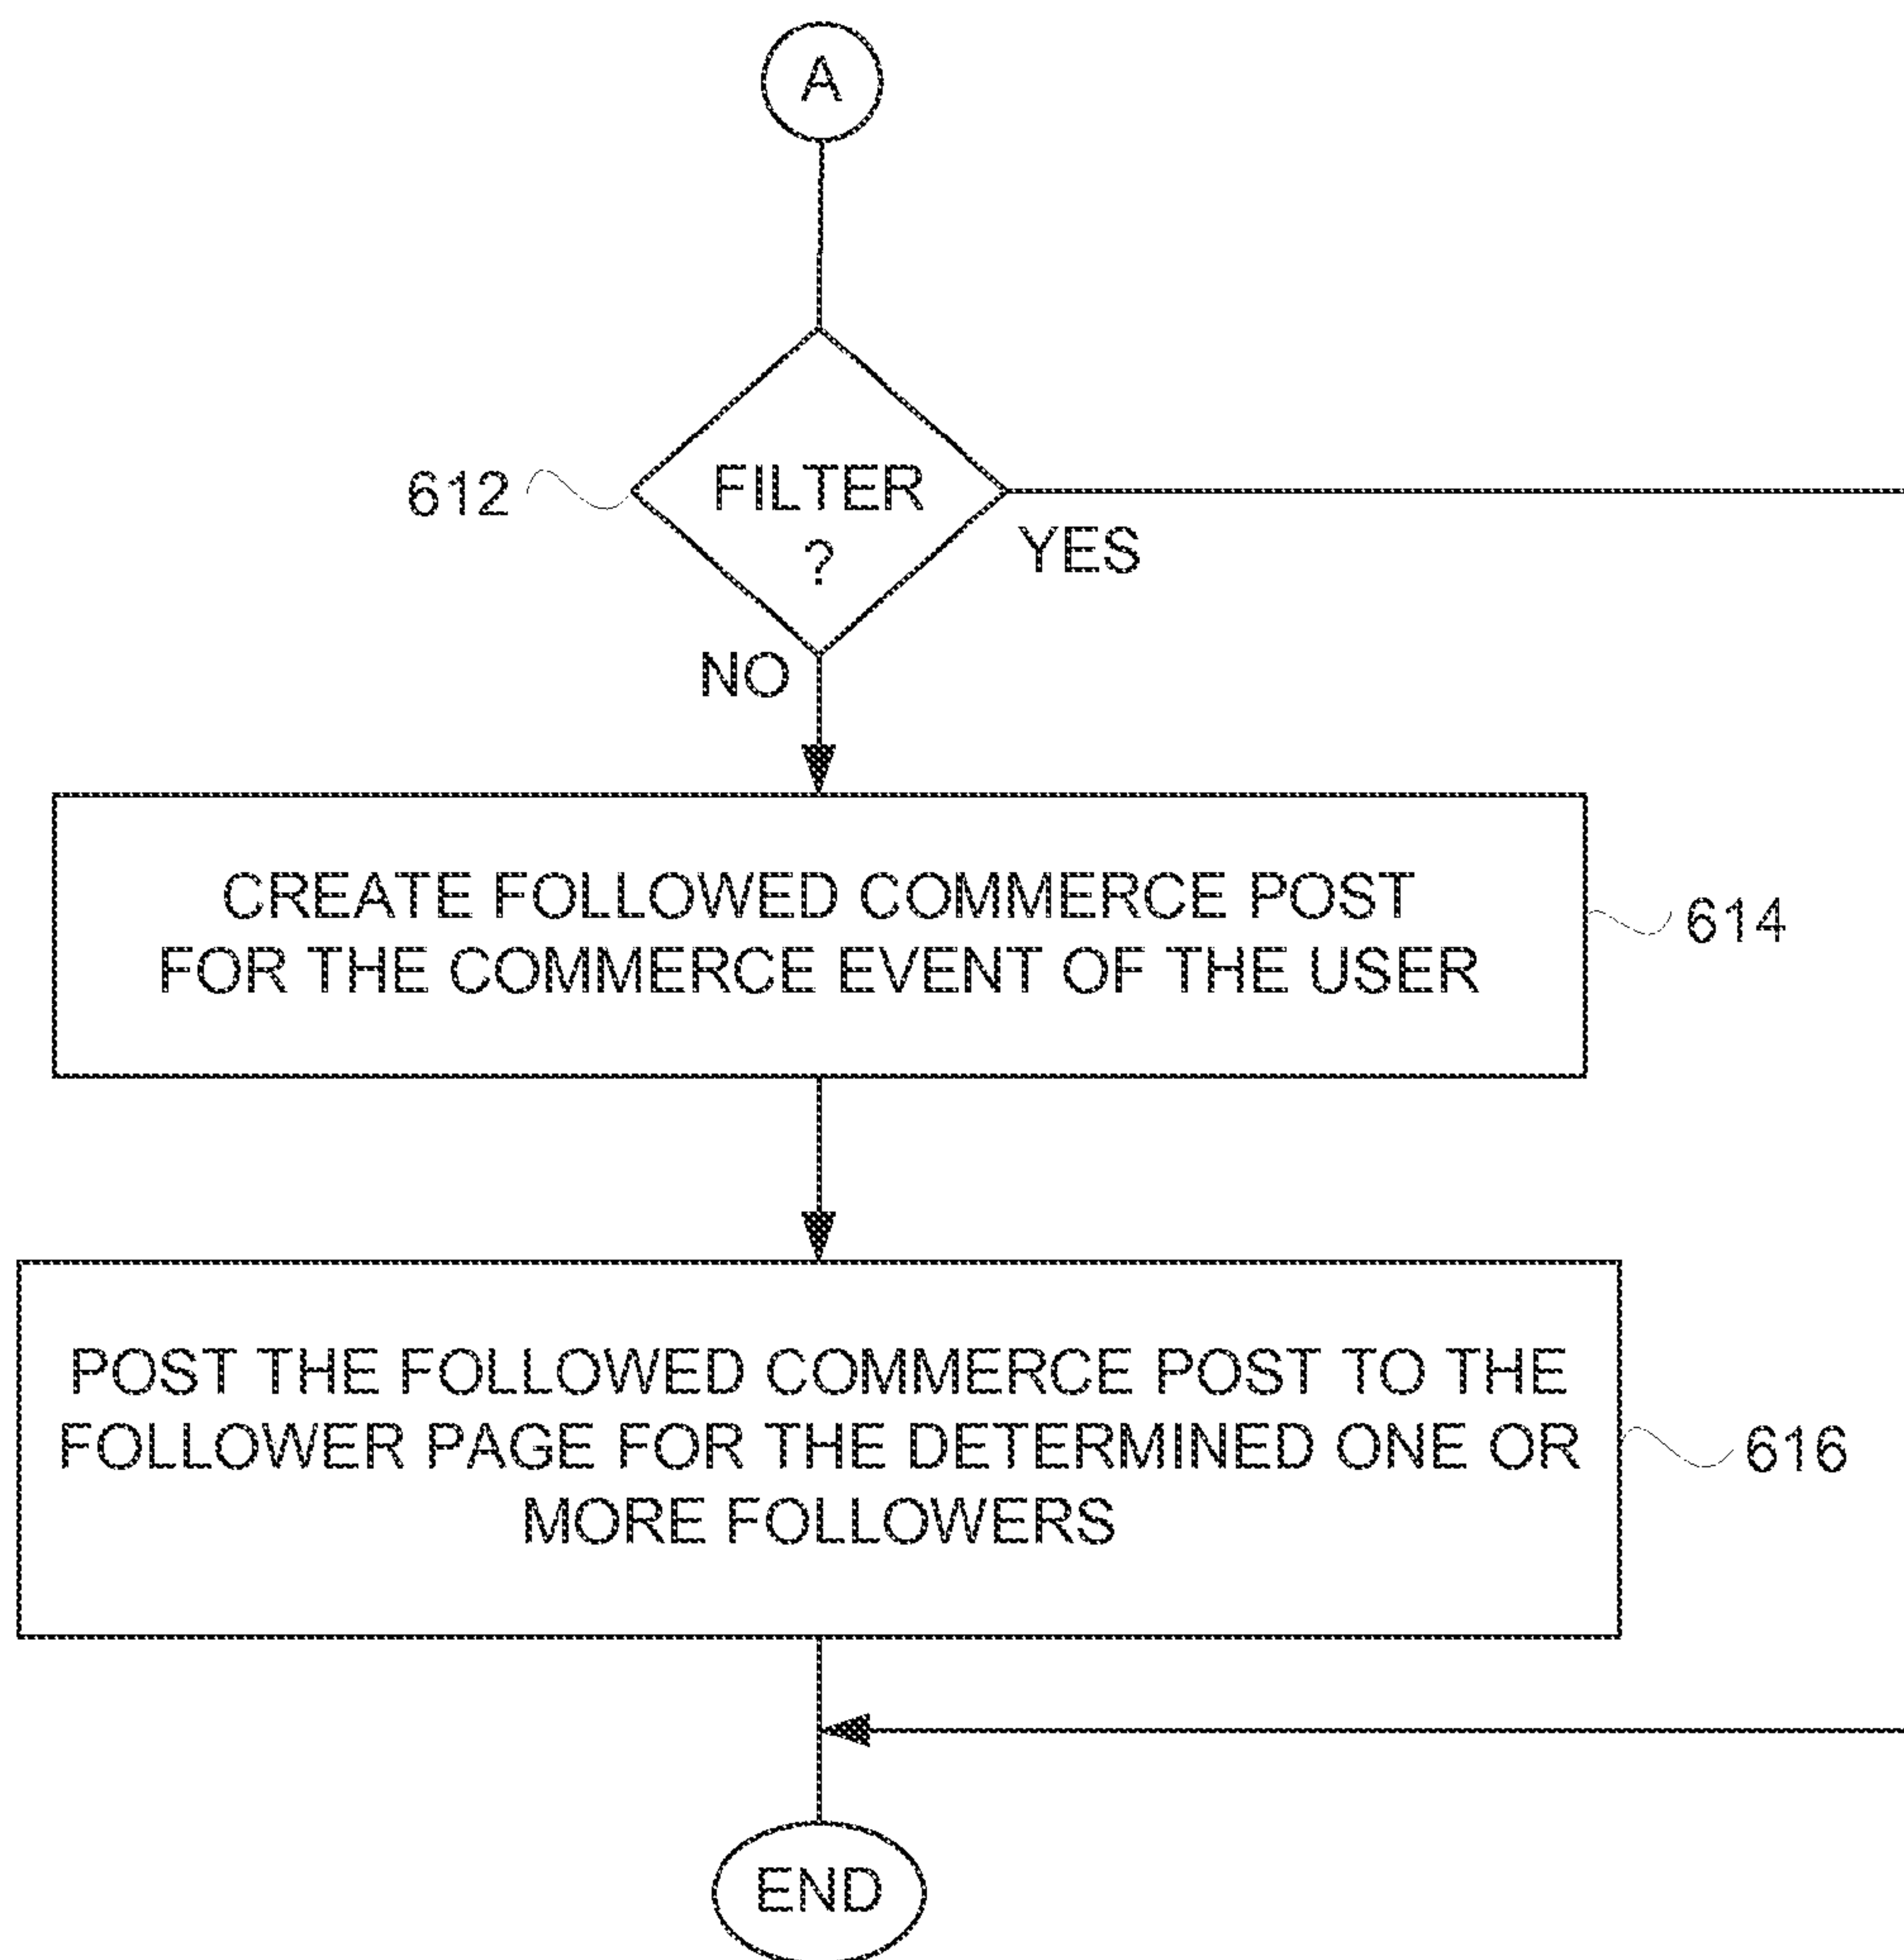 A
612
FILTER
?
YES
NO
CREATE FOLLOWED COMMERCE POST
FOR THE COMMERCE EVENT OF THE USER
614
POST THE FOLLOWED COMMERCE POST TO THE
FOLLOWER PAGE FOR THE DETERMINED ONE OR
MORE FOLLOWERS
616
END